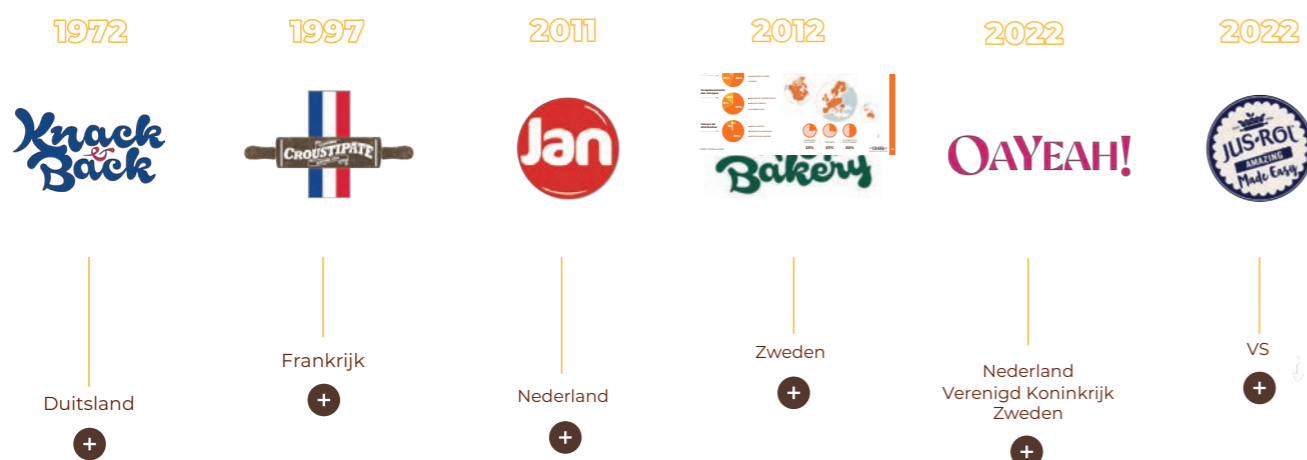 1972
1997
2011
2012
2022
2022
Knack
&
Back
CROUSTIPATE
Jan
Bakery
OAYEAH!
JUS-ROL
AMAZING
Made Easy
Duitsland
Frankrijk
Nederland
Zweden
Nederland
Verenigd Koninkrijk
Zweden
VS